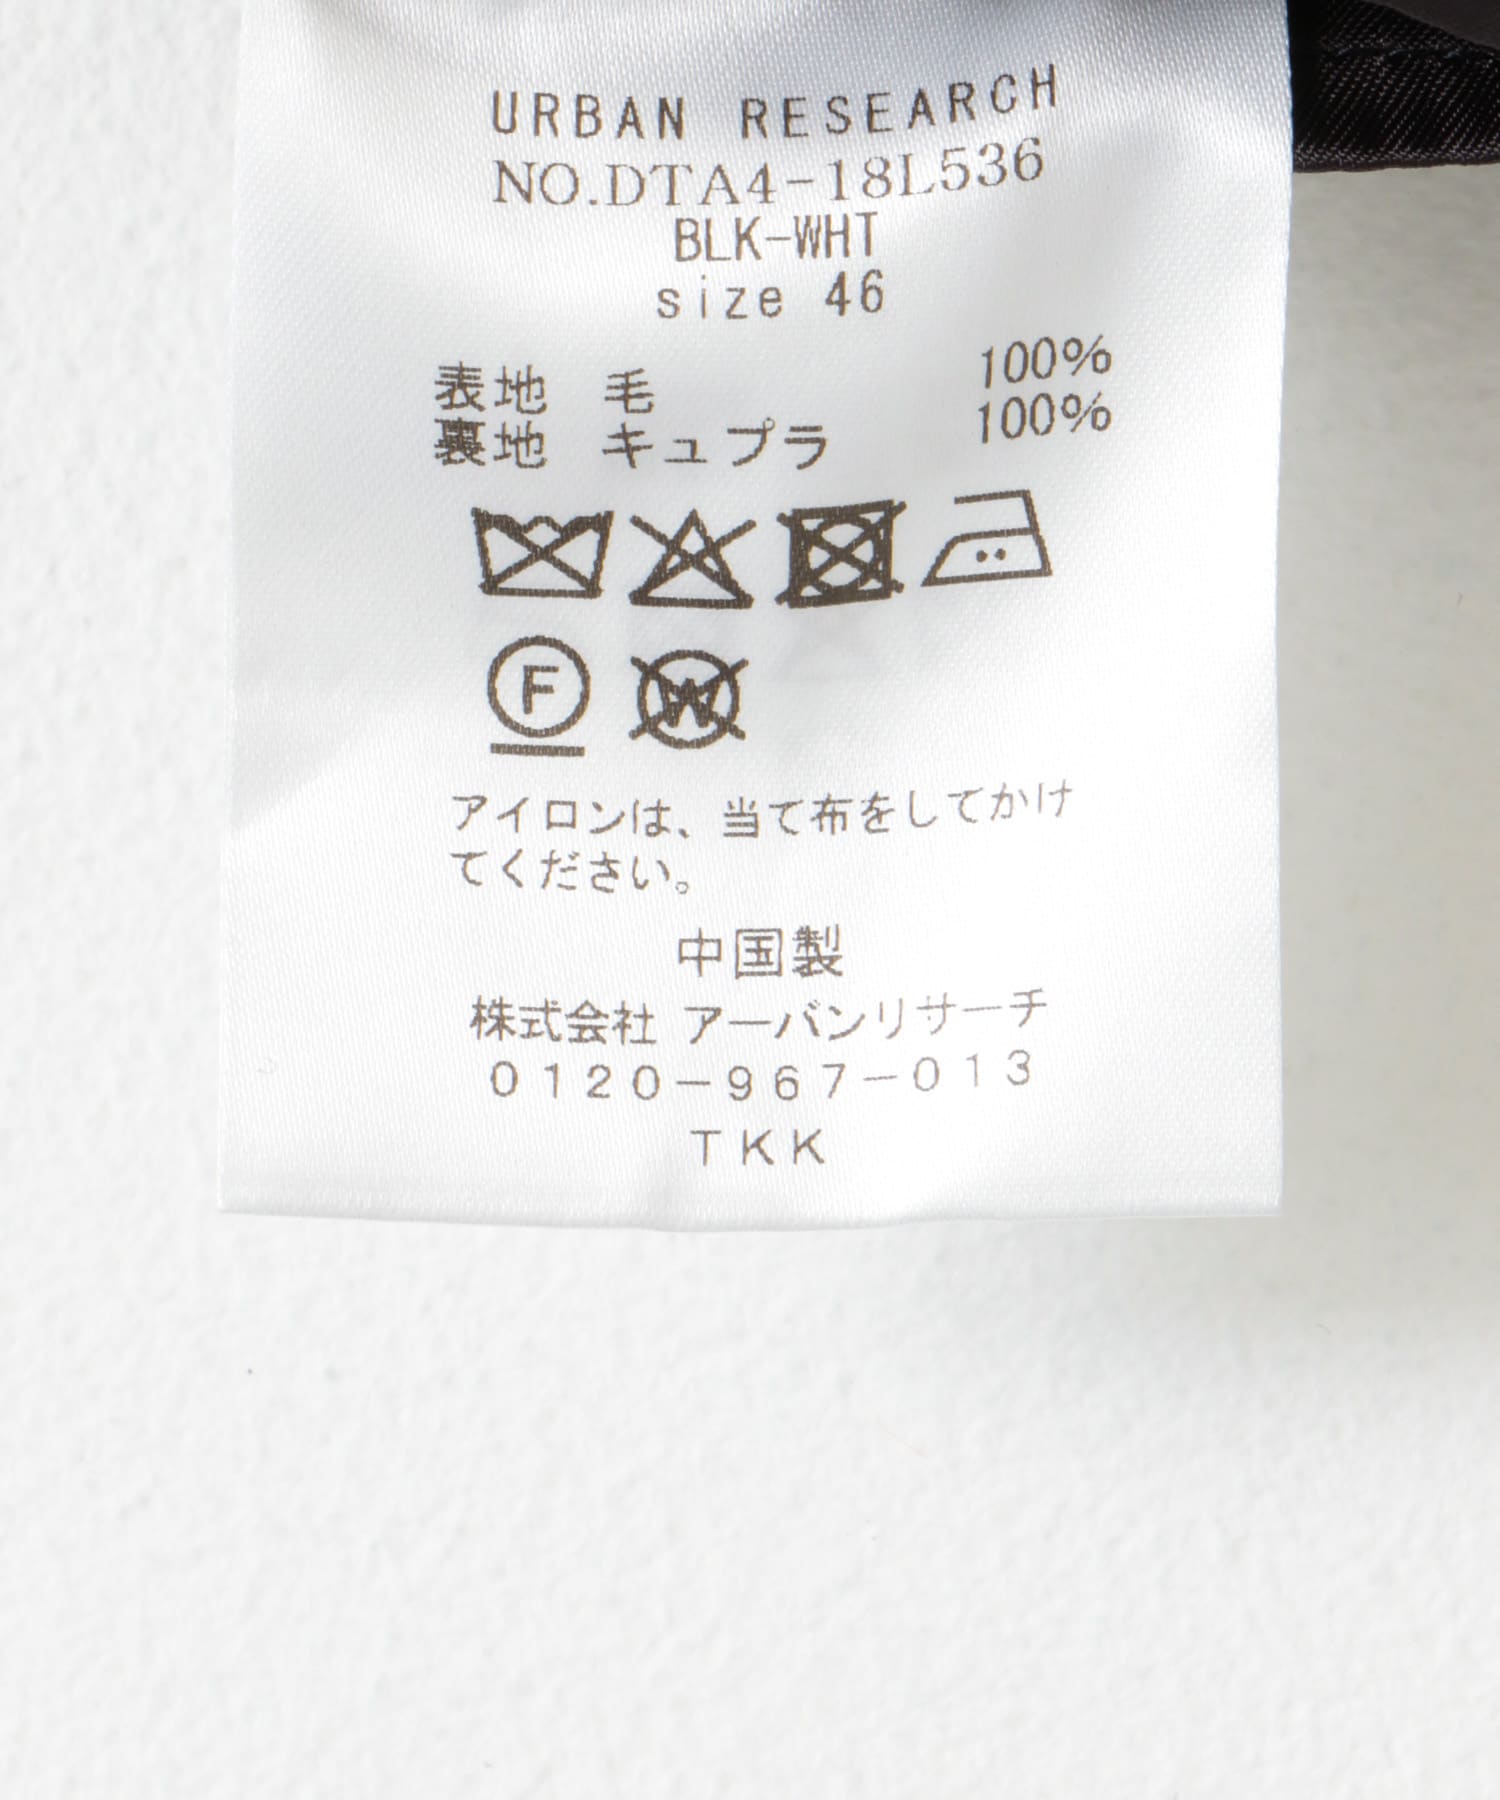 URBAN RESEARCH
NO.DTA4-18L536
BLK-WHT
size 46
表地 毛 100%
裏地 キュプラ 100%
F W
アイロンは、当て布をしてかけ
てください。
中国製
株式会社 アーバンリサーチ
0120-967-013
TKK